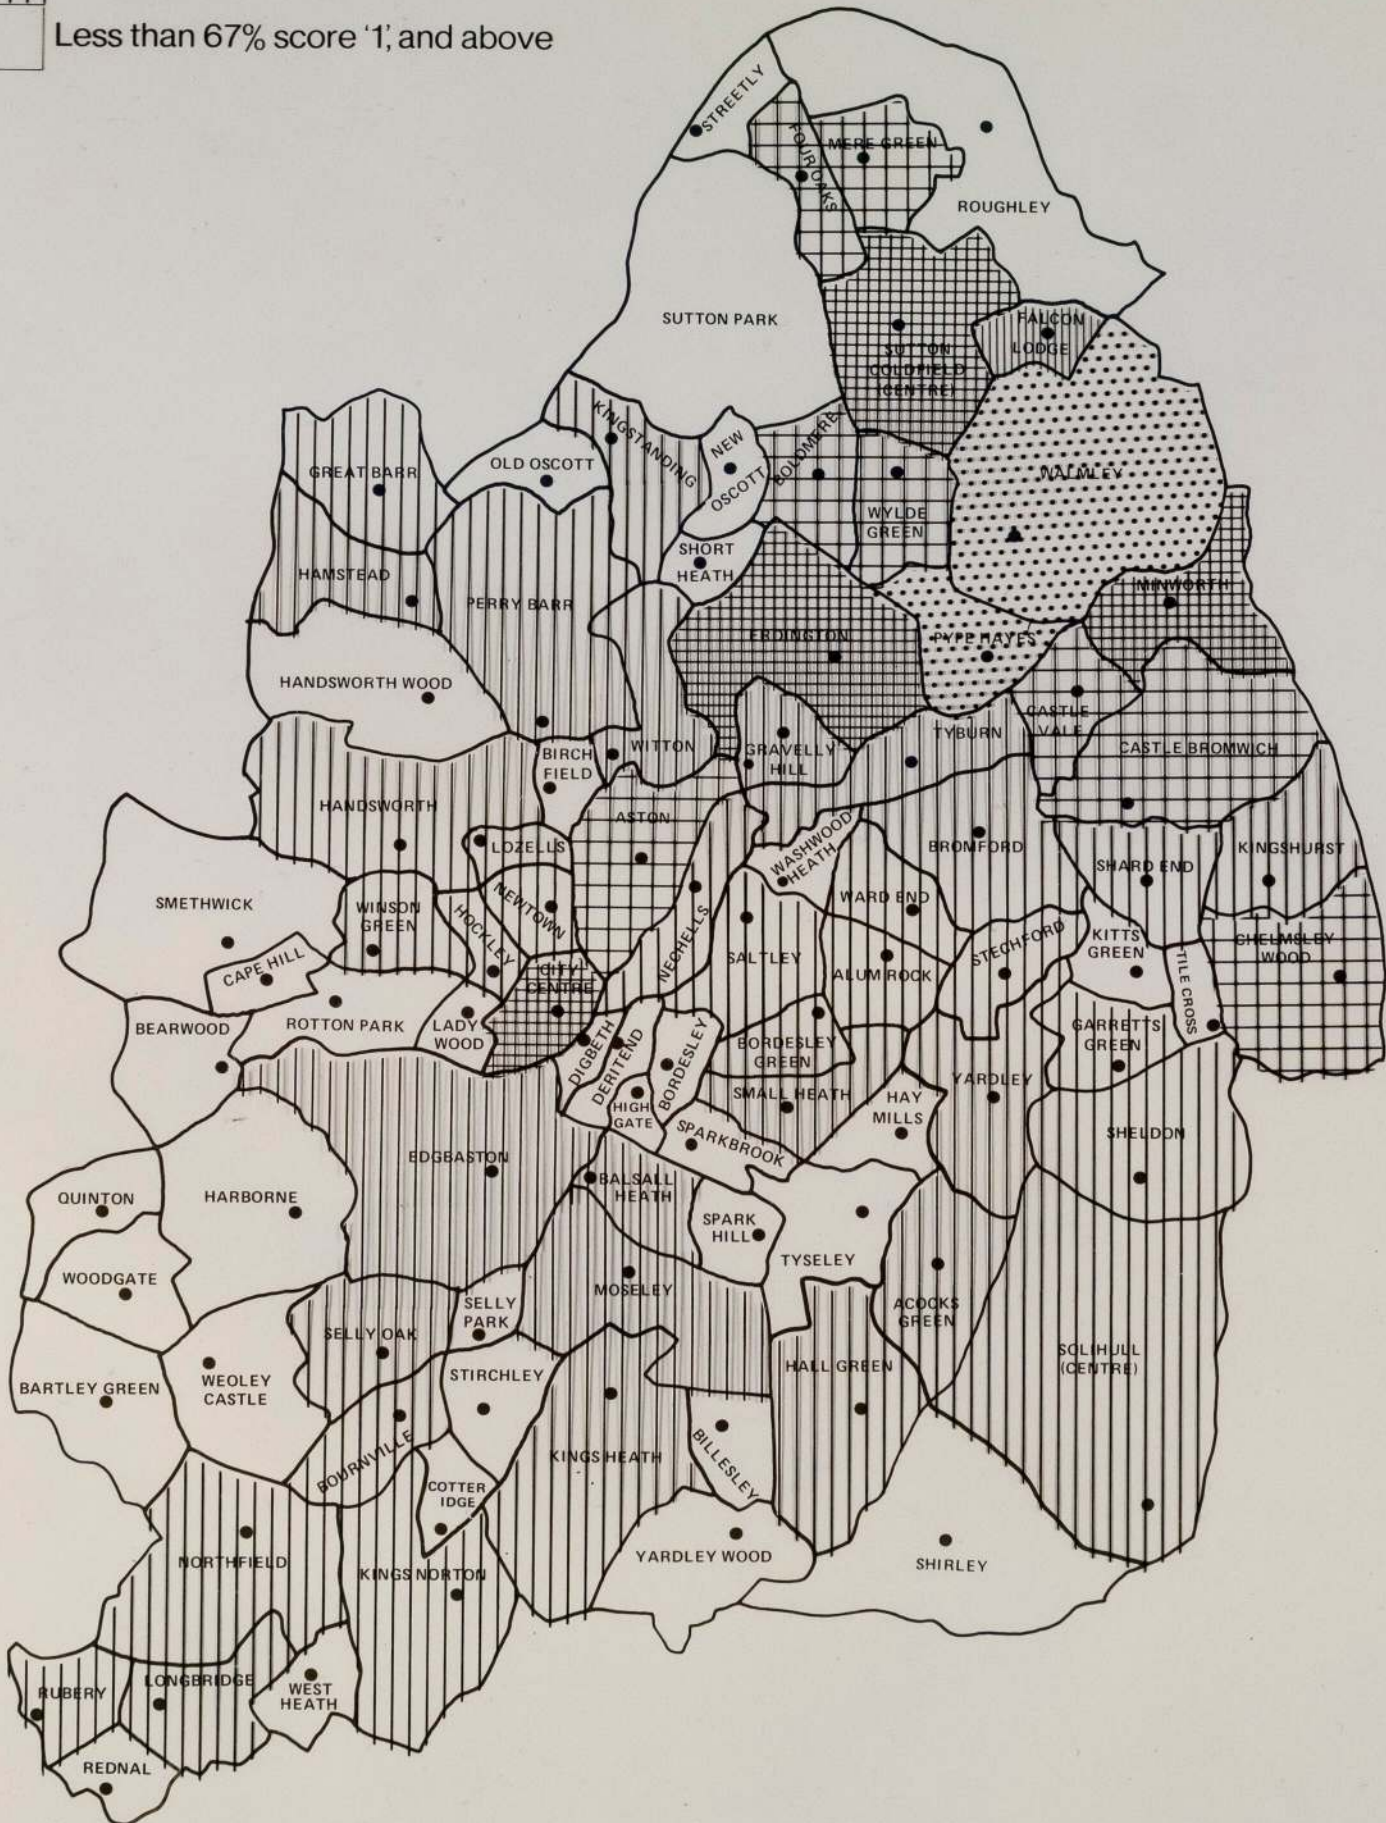 Less than 67% score ‘1’, and above
STREETLY
FOUR OAKS
MERE GREEN
ROUGHLEY
SUTTON PARK
SUTTON
COLDFIELD
(CENTRE)
FALCON
LODGE
KINGSTANDING
NEW
OSCOTT
BOLDMERE
OLD OSCOTT
GREAT BARR
WALMLEY
WYLDE
GREEN
SHORT
HEATH
HAMSTEAD
PERRY BARR
MINWORTH
ERDINGTON
PYPE HAYES
HANDSWORTH WOOD
CASTLE
VALE
TYBURN
CASTLE BROMWICH
BIRCH
FIELD
WITTON
GRAVELLY
HILL
HANDSWORTH
ASTON
LOZELLS
WASHWOOD
HEATH
BROMFORD
KINGSHURST
SHARD END
SMETHWICK
WINSON
GREEN
NEWTOWN
HOCKLEY
WARD END
NECHELLS
SALTLEY
STECHFORD
KITTS
GREEN
CHELMSLEY
WOOD
CAPE HILL
CITY
CENTRE
ALUM ROCK
TILE CROSS
BEARWOOD
ROTTON PARK
LADY
WOOD
DIGBETH
DERITEND
BORDESLEY
BORDESLEY
GREEN
GARRETTS
GREEN
YARDLEY
SMALL HEATH
HAY
MILLS
HIGH
GATE
SPARKBROOK
SHELDON
EDGBASTON
BALSALL
HEATH
QUINTON
HARBORNE
SPARK
HILL
TYSELEY
WOODGATE
MOSELEY
SELLY
PARK
ACOCKS
GREEN
SELLY OAK
SOLIHULL
(CENTRE)
HALL GREEN
STIRCHLEY
BARTLEY GREEN
WEOLEY
CASTLE
BOURNVILLE
KINGS HEATH
BILLESLEY
COTTER
IDGE
NORTHFIELD
KINGS NORTON
YARDLEY WOOD
SHIRLEY
RUBERY
LONGBRIDGE
WEST
HEATH
REDNAL